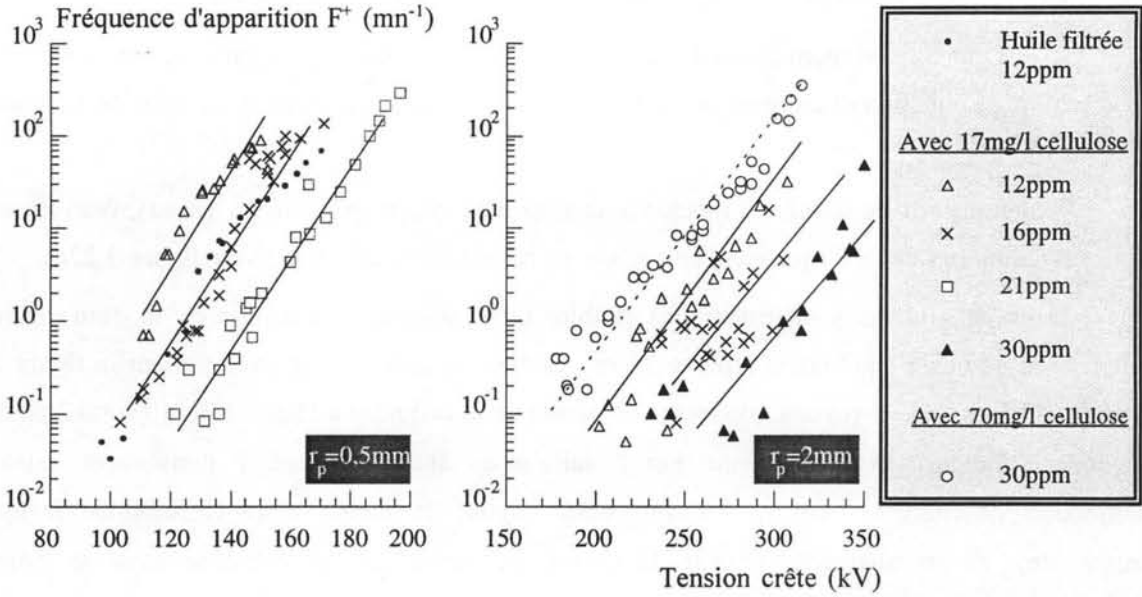 Fréquence d'apparition F⁺ (mn⁻¹)
10³
10²
10¹
10⁰
10⁻¹
10⁻²
80 100 120 140 160 180 200
r_p=0,5mm
10³
10²
10¹
10⁰
10⁻¹
10⁻²
150 200 250 300 350
r_p=2mm
Tension crête (kV)
Huile filtrée
12ppm
Avec 17mg/l cellulose
12ppm
16ppm
21ppm
30ppm
Avec 70mg/l cellulose
30ppm